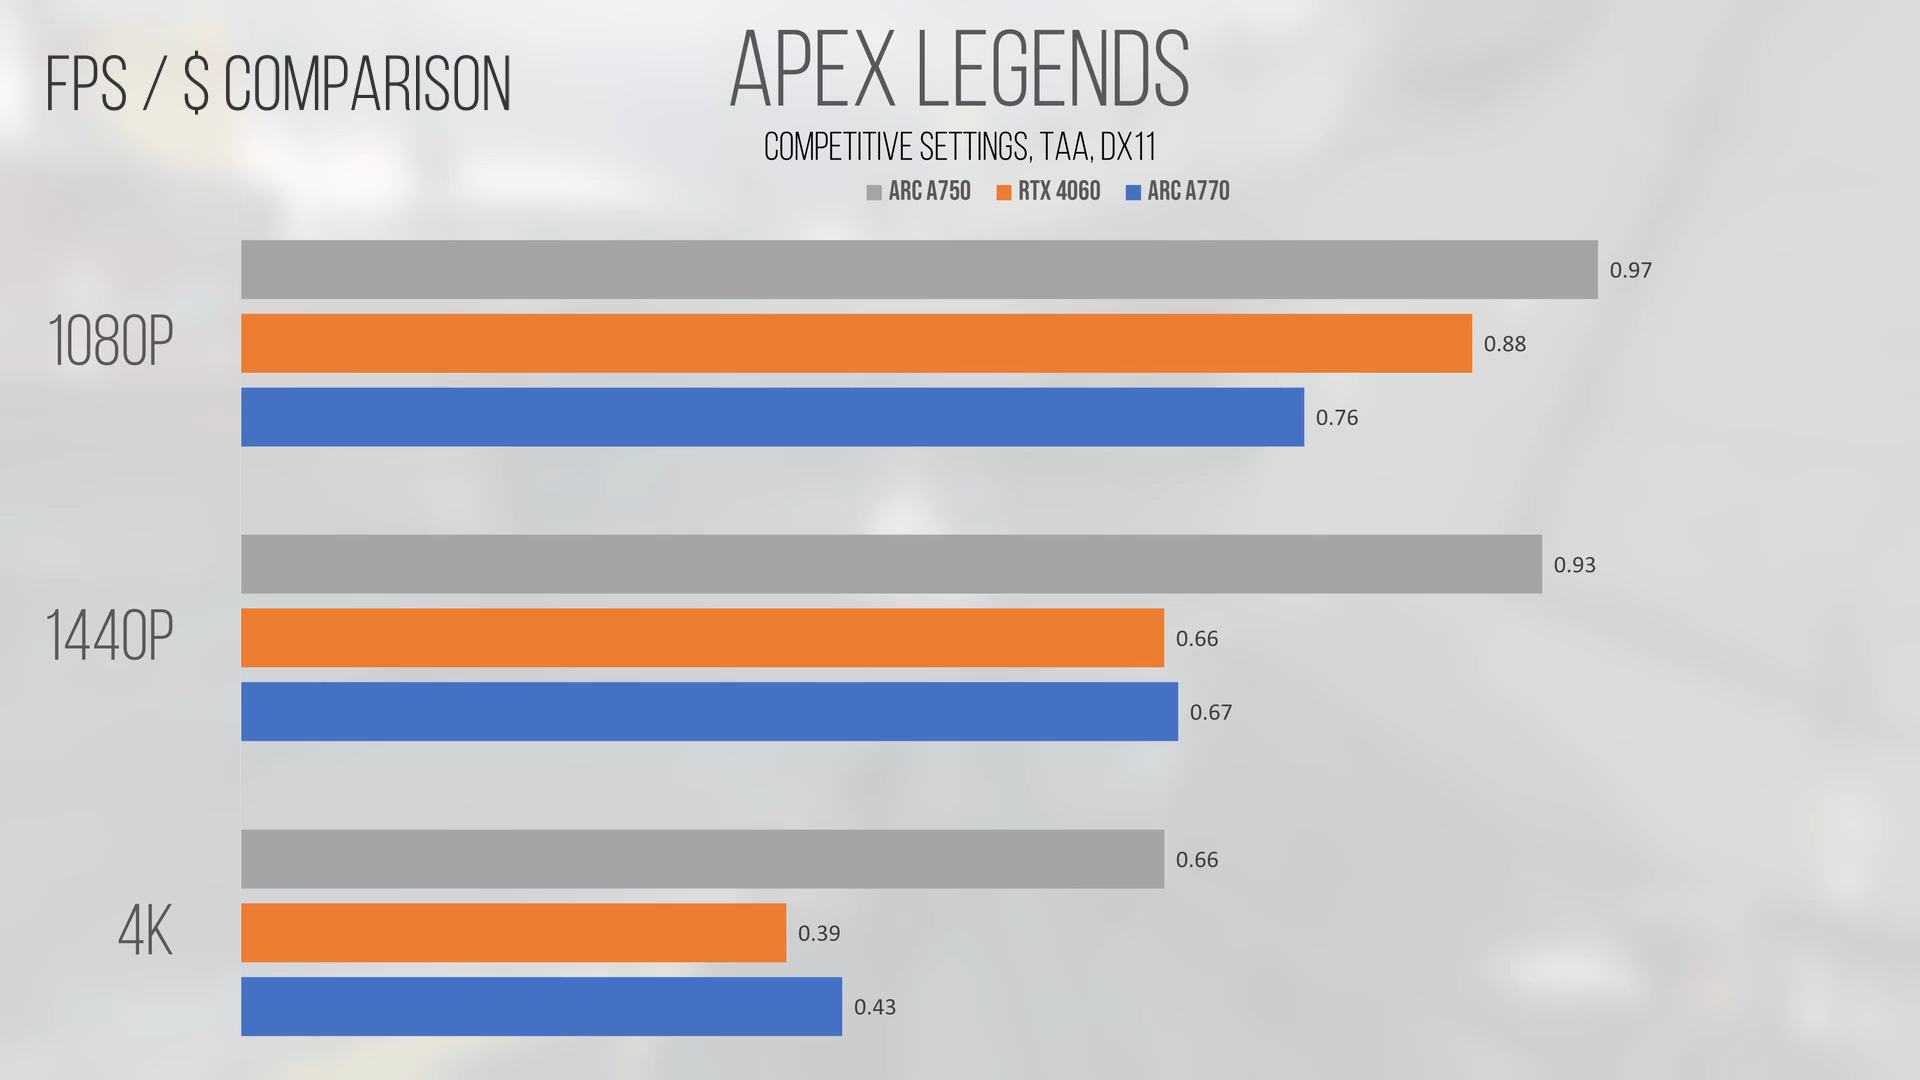 FPS / $ COMPARISON
APEX LEGENDS
COMPETITIVE SETTINGS, TAA, DX11
ARC A750 RTX 4060 ARC A770
1080P
0.97
0.88
0.76
1440P
0.93
0.66
0.67
4K
0.66
0.39
0.43